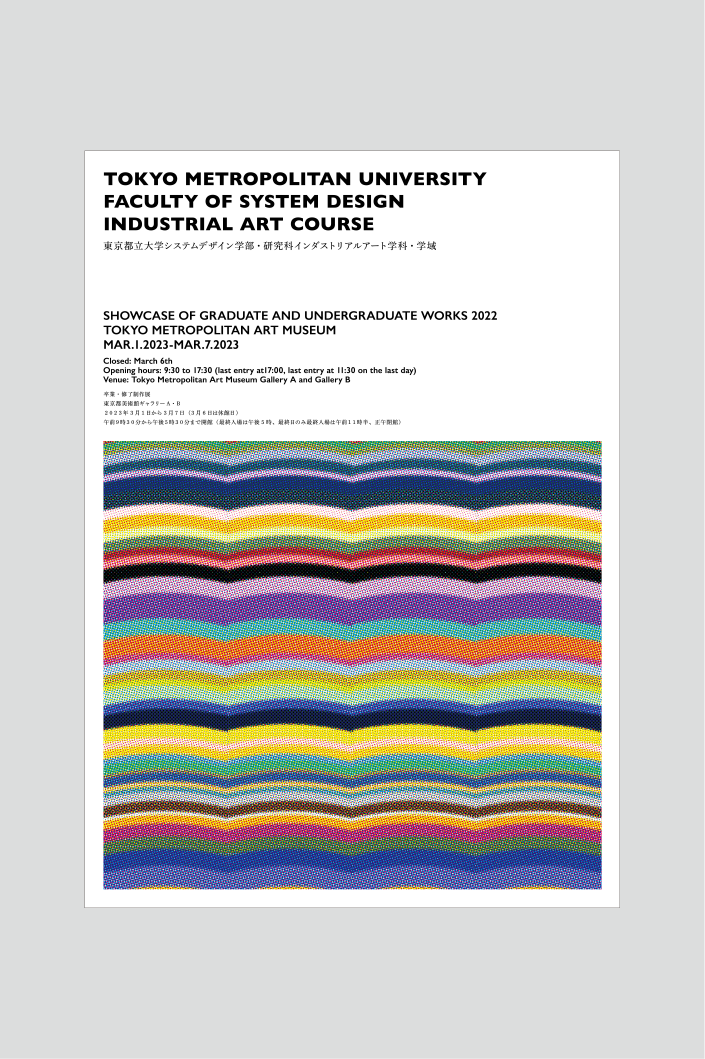 TOKYO METROPOLITAN UNIVERSITY
FACULTY OF SYSTEM DESIGN
INDUSTRIAL ART COURSE
東京都立大学システムデザイン学部・研究科インダストリアルアート学科・学域
SHOWCASE OF GRADUATE AND UNDERGRADUATE WORKS 2022
TOKYO METROPOLITAN ART MUSEUM
MAR.1.2023-MAR.7.2023
Closed: March 6th
Opening hours: 9:30 to 17:30 (last entry at17:00, last entry at 11:30 on the last day)
Venue: Tokyo Metropolitan Art Museum Gallery A and Gallery B
卒業・修了制作展
東京都美術館ギャラリーA・B
2023年3月1日から3月7日（3月6日は休館日）
午前9時30分から午後5時30分まで開館（最終入場は午後5時、最終日のみ最終入場は午前11時半、正午閉館）